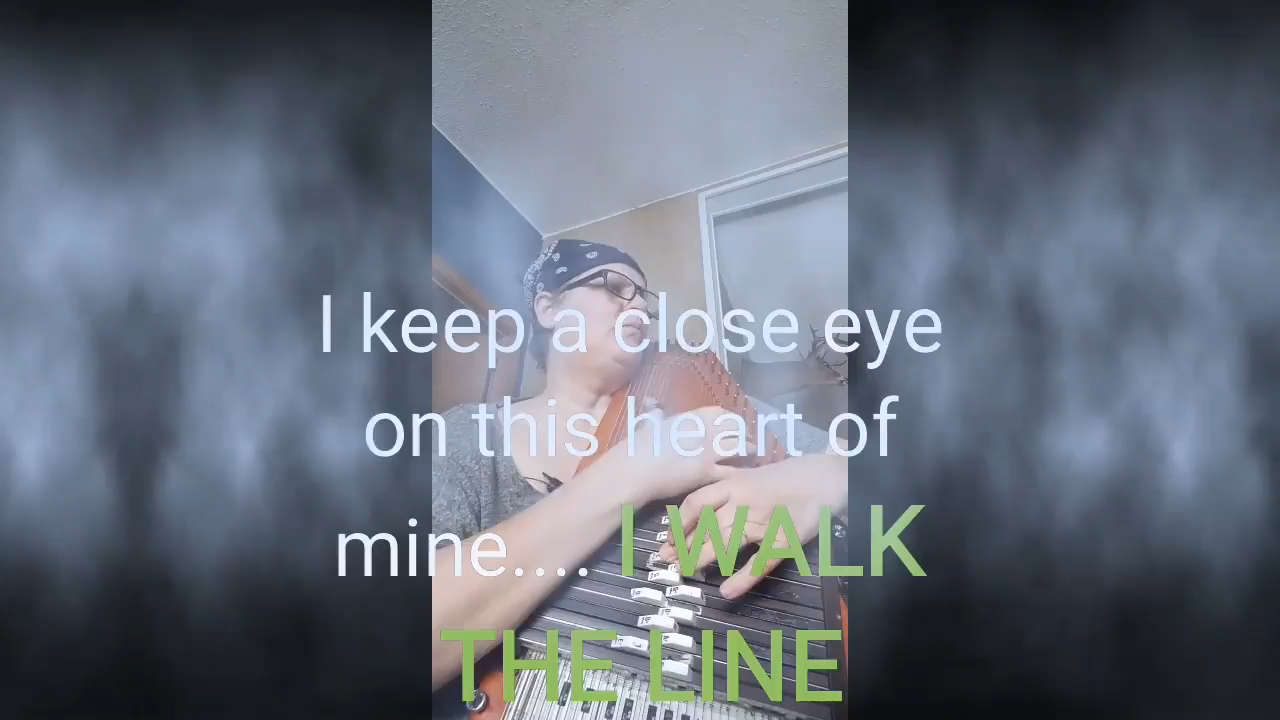 I keep a close eye
on this heart of
mine.... I WALK
THE LINE